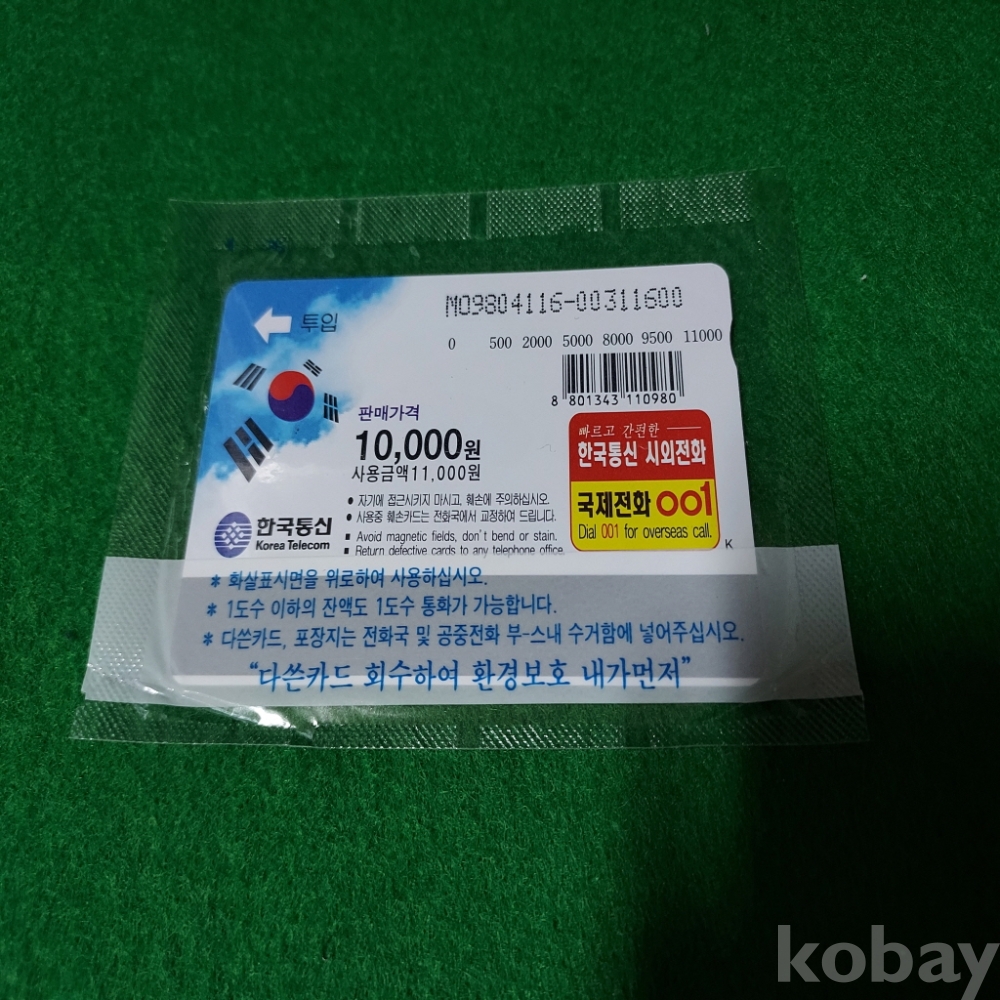 M09804116-00311600
투입
0 500 2000 5000 8000 9500 11000
8 801343 110980
판매가격
10,000원
사용금액11,000원
빠르고 간편한
한국통신 시외전화
국제전화 001
Dial 001 for overseas call.
• 자기에 접근시키지 마시고, 훼손에 주의하십시오.
• 사용중 훼손카드는 전화국에서 교정하여 드립니다.
■ Avoid magnetic fields, don't bend or stain.
■ Return defective cards to any telephone office.
한국통신
Korea Telecom
K
* 화살표시면을 위로하여 사용하십시오.
* 1도수 이하의 잔액도 1도수 통화가 가능합니다.
* 다쓴카드, 포장지는 전화국 및 공중전화 부-스내 수거함에 넣어주십시오.
“다쓴카드 회수하여 환경보호 내가먼저”
kobay